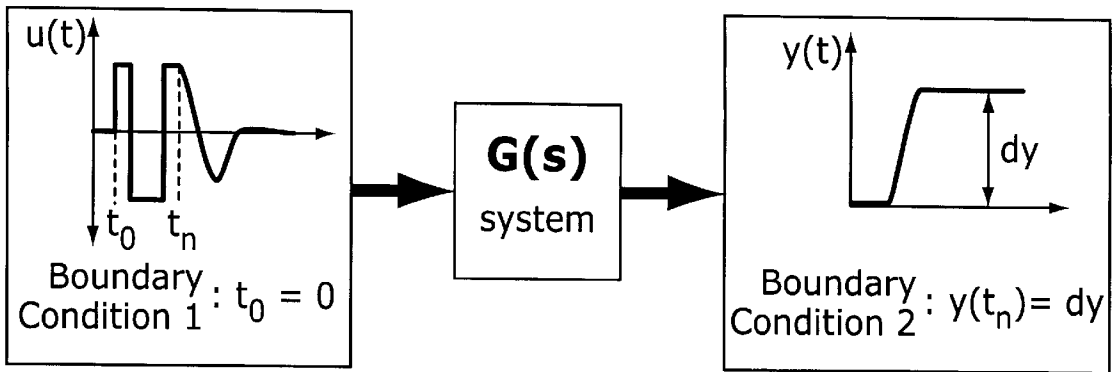 u(t)
t0 tn
Boundary
Condition 1 : t0 = 0
G(s)
system
y(t)
dy
Boundary
Condition 2 : y(tn)= dy